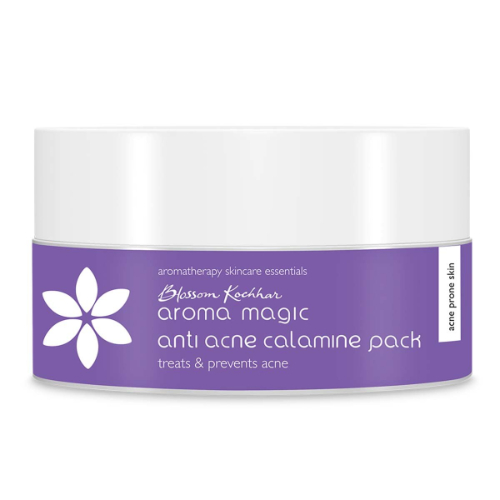 aromatherapy skincare essentials
Blossom Kochhar
aroma magic
anti acne calamine pack
treats & prevents acne
acne prone skin